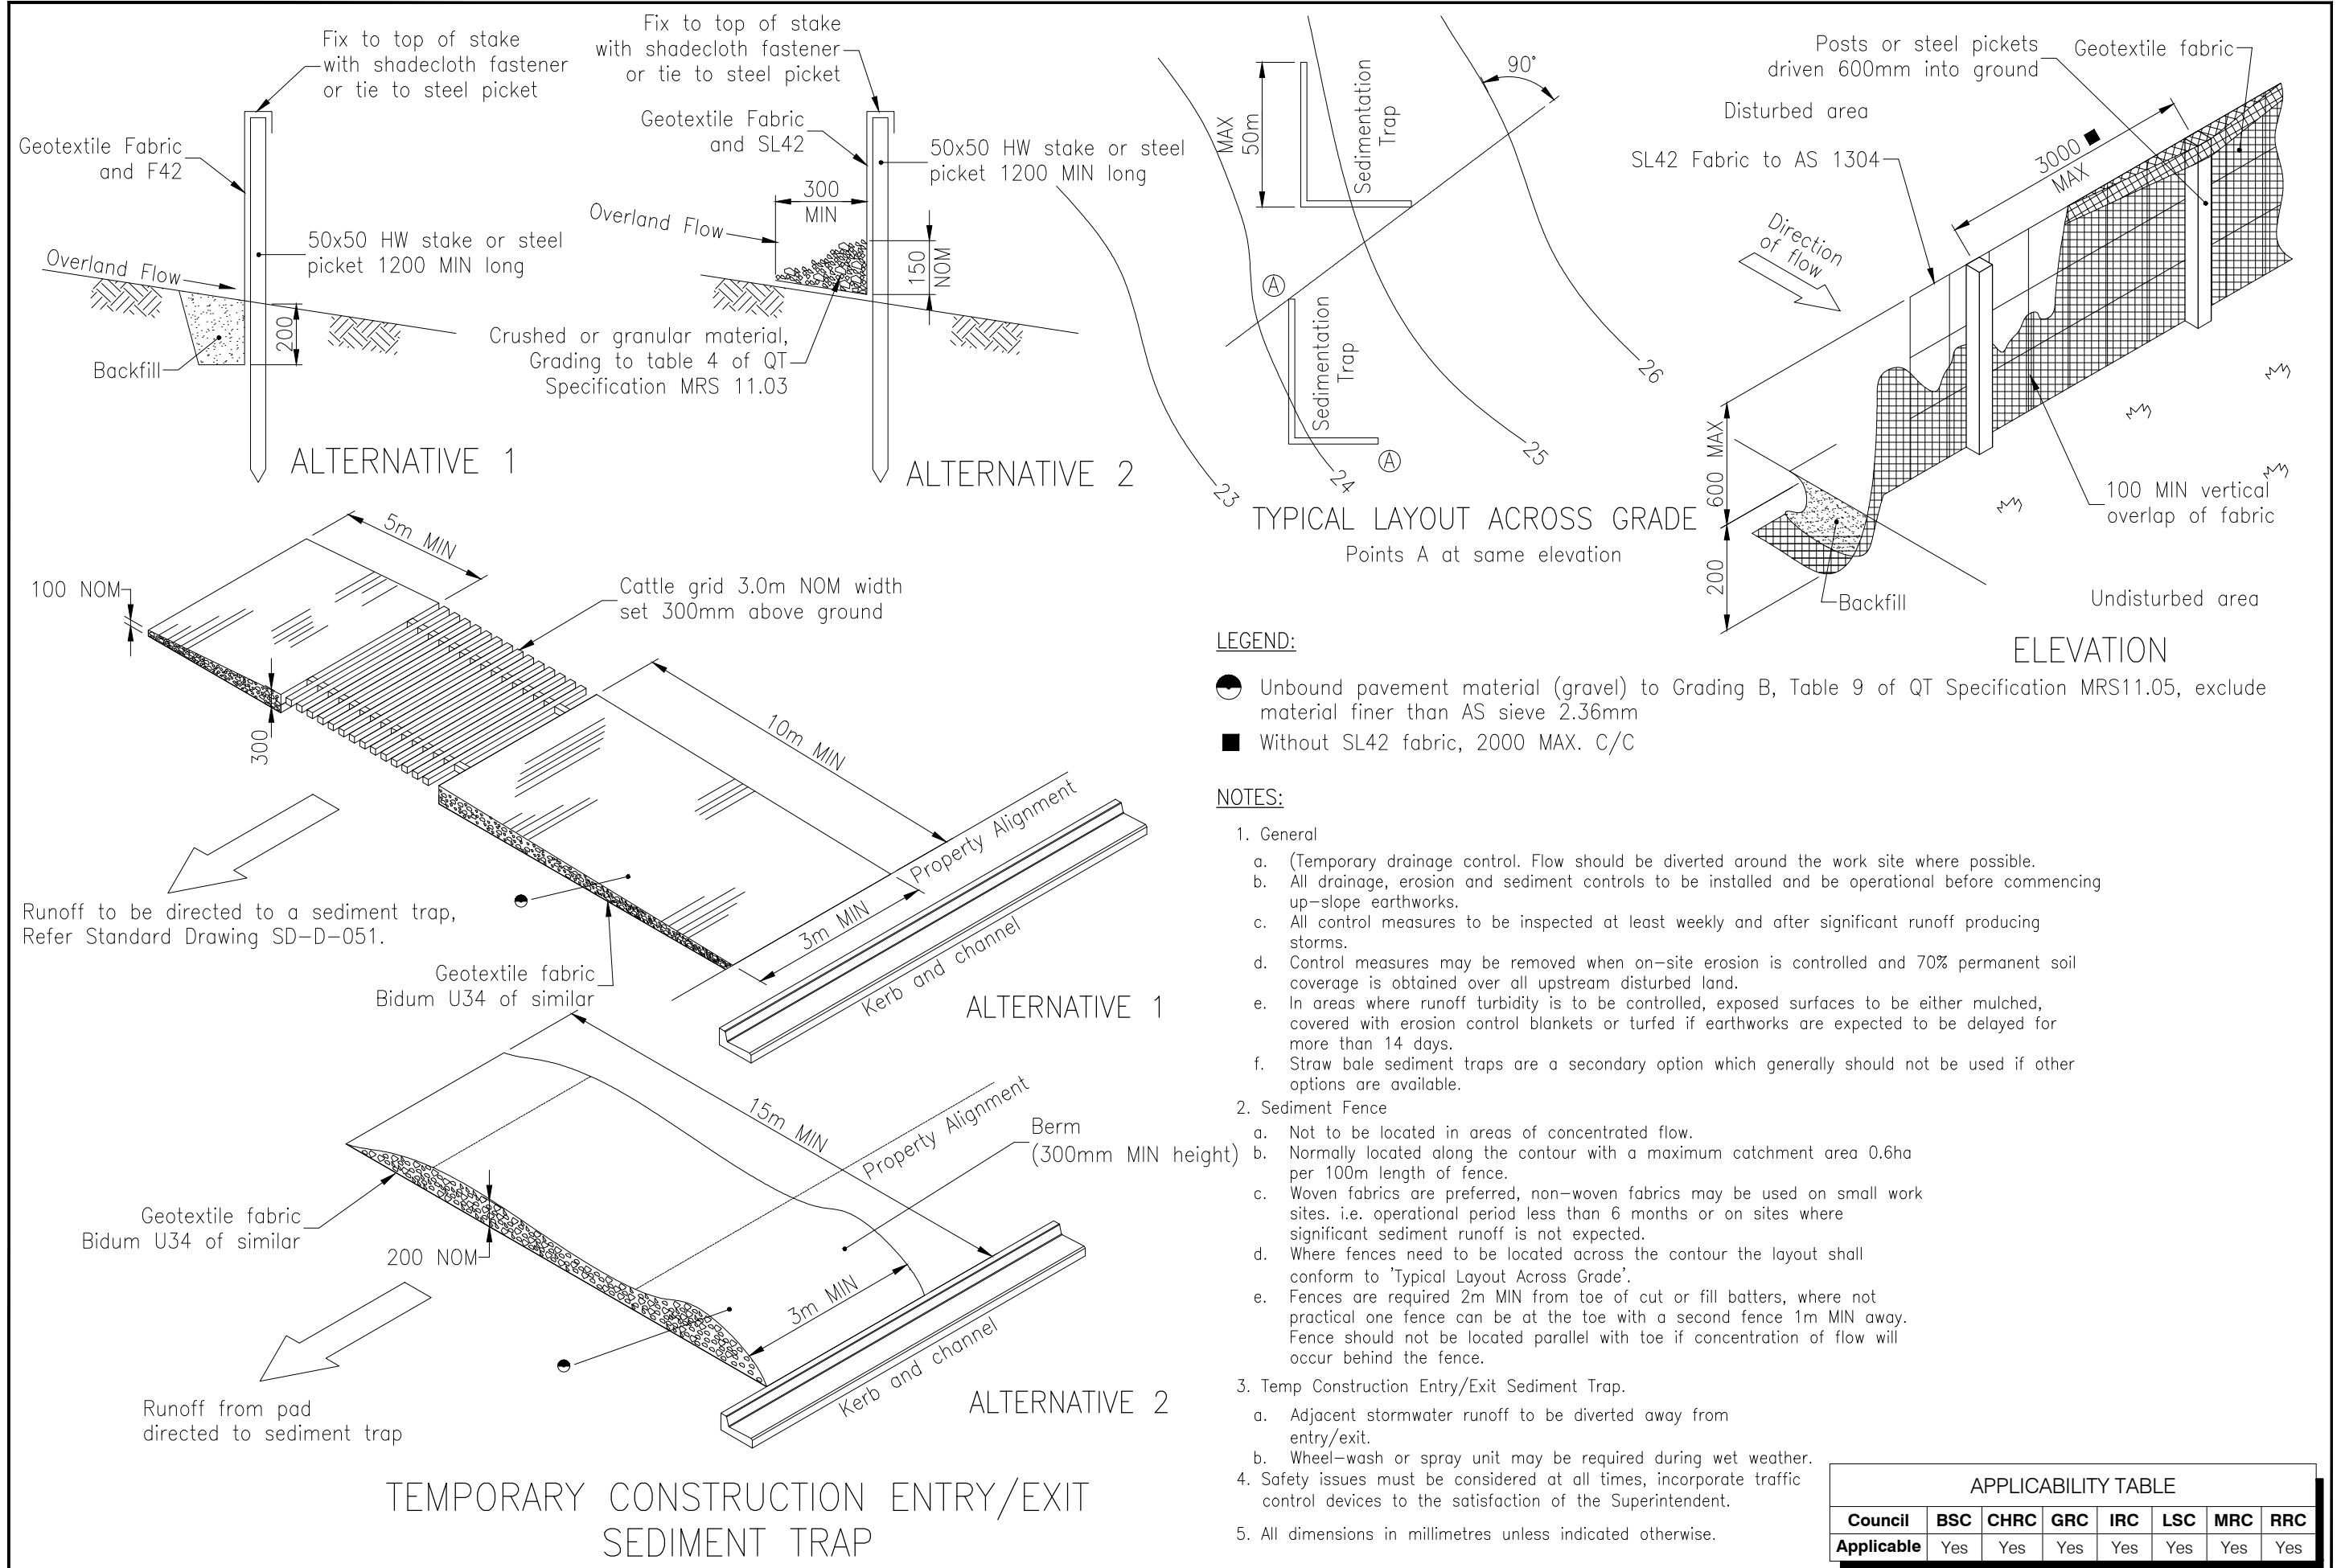 Fix to top of stake
with shadecloth fastener
or tie to steel picket
Geotextile Fabric
and F42
50x50 HW stake or steel
picket 1200 MIN long
Overland Flow
200
Backfill
ALTERNATIVE 1
Fix to top of stake
with shadecloth fastener
or tie to steel picket
Geotextile Fabric
and SL42
50x50 HW stake or steel
picket 1200 MIN long
300
MIN
Overland Flow
150
NOM
Crushed or granular material,
Grading to table 4 of QT
Specification MRS 11.03
ALTERNATIVE 2
MAX
50m
Sedimentation
Trap
90°
A
Sedimentation
Trap
A
23
24
25
26
TYPICAL LAYOUT ACROSS GRADE
Points A at same elevation
Posts or steel pickets
driven 600mm into ground
Geotextile fabric
Disturbed area
SL42 Fabric to AS 1304
3000 ■
MAX
Direction
of flow
600 MAX
200
100 MIN vertical
overlap of fabric
Backfill
Undisturbed area
ELEVATION
5m MIN
100 NOM
Cattle grid 3.0m NOM width
set 300mm above ground
300
10m MIN
Property Alignment
3m MIN
Kerb and channel
Runoff to be directed to a sediment trap,
Refer Standard Drawing SD-D-051.
Geotextile fabric
Bidum U34 of similar
ALTERNATIVE 1
15m MIN
Property Alignment
Berm
(300mm MIN height)
Geotextile fabric
Bidum U34 of similar
200 NOM
3m MIN
Kerb and channel
Runoff from pad
directed to sediment trap
ALTERNATIVE 2
TEMPORARY CONSTRUCTION ENTRY/EXIT
SEDIMENT TRAP
LEGEND:
Unbound pavement material (gravel) to Grading B, Table 9 of QT Specification MRS11.05, exclude
material finer than AS sieve 2.36mm
■ Without SL42 fabric, 2000 MAX. C/C
NOTES:
1. General
a. (Temporary drainage control. Flow should be diverted around the work site where possible.
b. All drainage, erosion and sediment controls to be installed and be operational before commencing
up-slope earthworks.
c. All control measures to be inspected at least weekly and after significant runoff producing
storms.
d. Control measures may be removed when on-site erosion is controlled and 70% permanent soil
coverage is obtained over all upstream disturbed land.
e. In areas where runoff turbidity is to be controlled, exposed surfaces to be either mulched,
covered with erosion control blankets or turfed if earthworks are expected to be delayed for
more than 14 days.
f. Straw bale sediment traps are a secondary option which generally should not be used if other
options are available.
2. Sediment Fence
a. Not to be located in areas of concentrated flow.
b. Normally located along the contour with a maximum catchment area 0.6ha
per 100m length of fence.
c. Woven fabrics are preferred, non-woven fabrics may be used on small work
sites. i.e. operational period less than 6 months or on sites where
significant sediment runoff is not expected.
d. Where fences need to be located across the contour the layout shall
conform to 'Typical Layout Across Grade'.
e. Fences are required 2m MIN from toe of cut or fill batters, where not
practical one fence can be at the toe with a second fence 1m MIN away.
Fence should not be located parallel with toe if concentration of flow will
occur behind the fence.
3. Temp Construction Entry/Exit Sediment Trap.
a. Adjacent stormwater runoff to be diverted away from
entry/exit.
b. Wheel-wash or spray unit may be required during wet weather.
4. Safety issues must be considered at all times, incorporate traffic
control devices to the satisfaction of the Superintendent.
5. All dimensions in millimetres unless indicated otherwise.
APPLICABILITY TABLE
Council BSC CHRC GRC IRC LSC MRC RRC
Applicable Yes Yes Yes Yes Yes Yes Yes